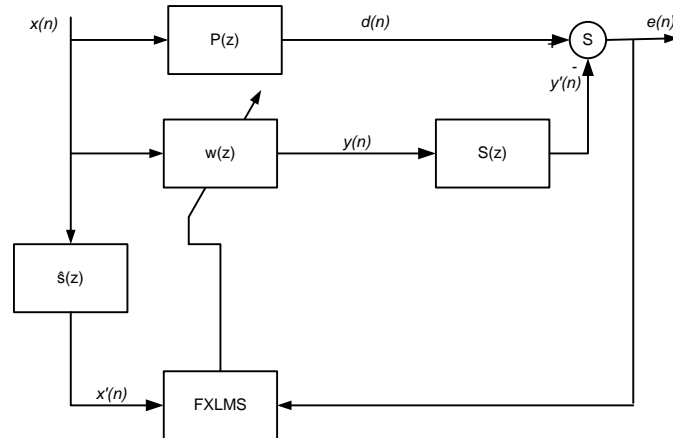 x(n)
P(z)
d(n)
S
e(n)
+
-
y'(n)
w(z)
y(n)
S(z)
ŝ(z)
x'(n)
FXLMS